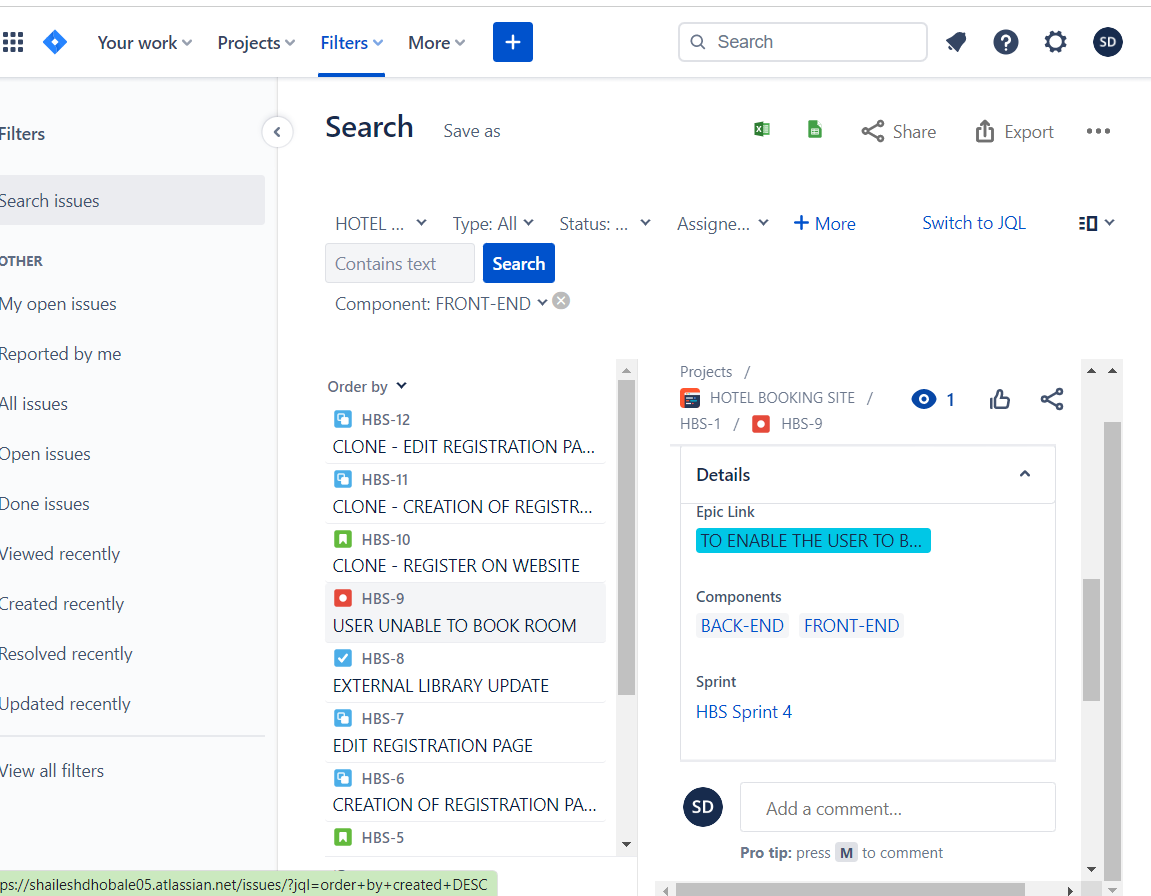 Your work
Projects
Filters
More
Search
SD
Filters
Search issues
OTHER
My open issues
Reported by me
All issues
Open issues
Done issues
Viewed recently
Created recently
Resolved recently
Updated recently
View all filters
Search
Save as
Share
Export
HOTEL ...
Type: All
Status: ...
Assigne...
+ More
Switch to JQL
Contains text
Search
Component: FRONT-END
Order by
HBS-12
CLONE - EDIT REGISTRATION PA...
HBS-11
CLONE - CREATION OF REGISTR...
HBS-10
CLONE - REGISTER ON WEBSITE
HBS-9
USER UNABLE TO BOOK ROOM
HBS-8
EXTERNAL LIBRARY UPDATE
HBS-7
EDIT REGISTRATION PAGE
HBS-6
CREATION OF REGISTRATION PA...
HBS-5
Projects /
HOTEL BOOKING SITE /
HBS-1 / HBS-9
1
Details
Epic Link
TO ENABLE THE USER TO B...
Components
BACK-END FRONT-END
Sprint
HBS Sprint 4
SD
Add a comment...
Pro tip: press M to comment
ps://shaileshdhobale05.atlassian.net/issues/?jql=order+by+created+DESC